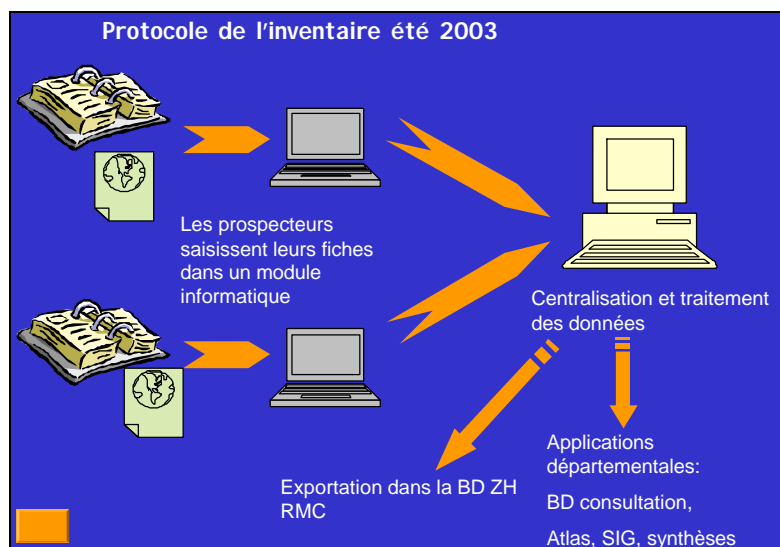 Protocole de l'inventaire été 2003
Les prospecteurs
saisissent leurs fiches
dans un module
informatique
Centralisation et traitement
des données
Exportation dans la BD ZH
RMC
Applications
départementales:
BD consultation,
Atlas, SIG, synthèses